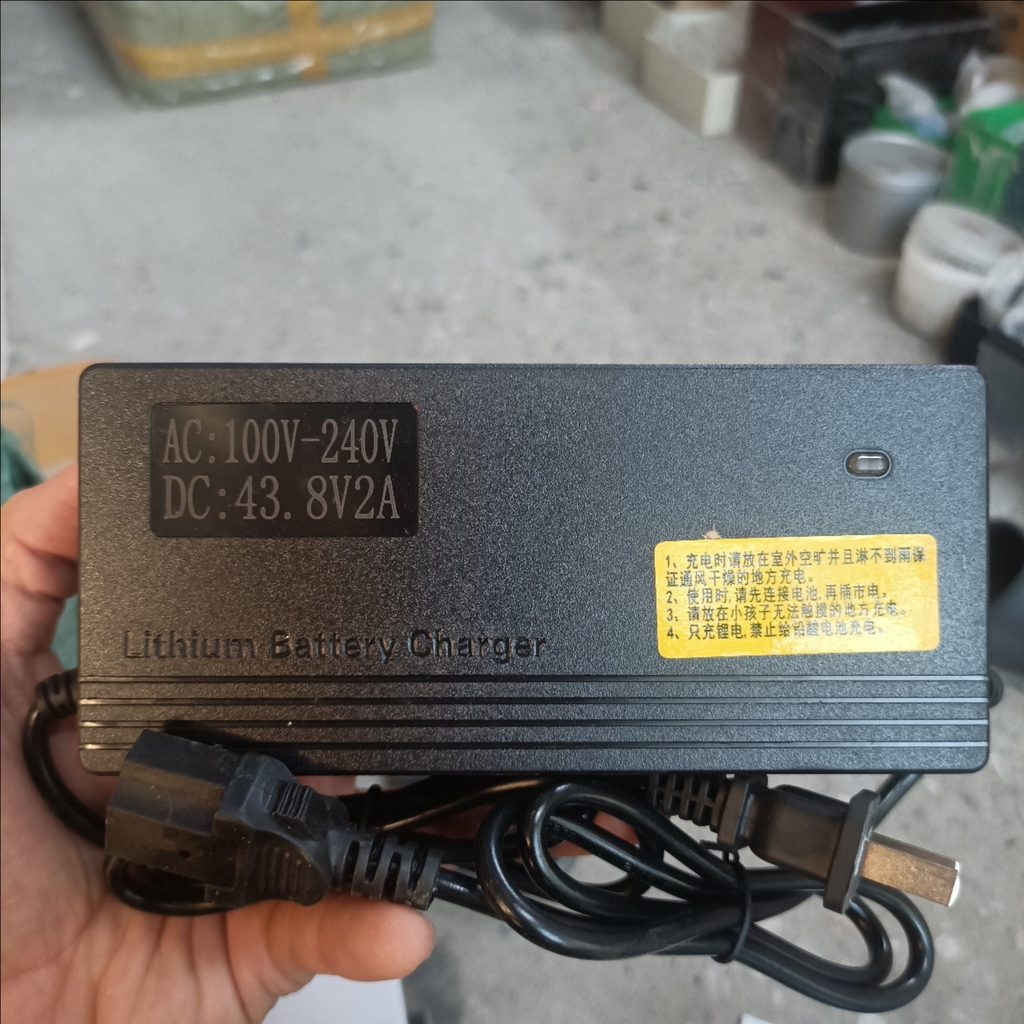 AC:100V-240V
DC:43.8V2A
Lithium Battery Charger
1、充电时请放在室外空旷并且淋不到雨保
证通风干燥的地方充电。
2、使用时,请先连接电池,再插市电。
3、请放在小孩子无法触摸的地方充电。
4、只充锂电,禁止给铅酸电池充电。